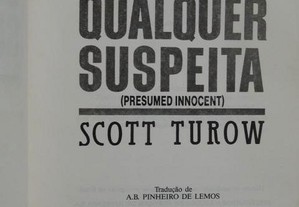 QUALQUER
SUSPEITA
(PRESUMED INNOCENT)
SCOTT TUROW
Tradução de
A.B. PINHEIRO DE LEMOS